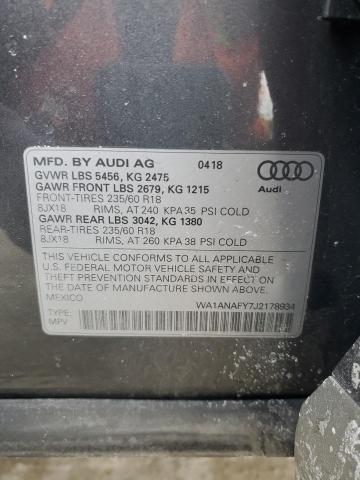 MFD. BY AUDI AG 04 18
GVWR LBS 5456, KG 2475
GAWR FRONT LBS 2679, KG 1215
FRONT-TIRES 235/60 R18
8JX18 RIMS, AT 240 KPA 35 PSI COLD
GAWR REAR LBS 3042, KG 1380
REAR-TIRES 235/60 R18
8JX18 RIMS, AT 260 KPA 38 PSI COLD
Audi
THIS VEHICLE CONFORMS TO ALL APPLICABLE
U.S. FEDERAL MOTOR VEHICLE SAFETY AND
THEFT PREVENTION STANDARDS IN EFFECT ON
THE DATE OF MANUFACTURE SHOWN ABOVE.
MEXICO
WA1ANAFY7J2178934
TYPE:
MPV